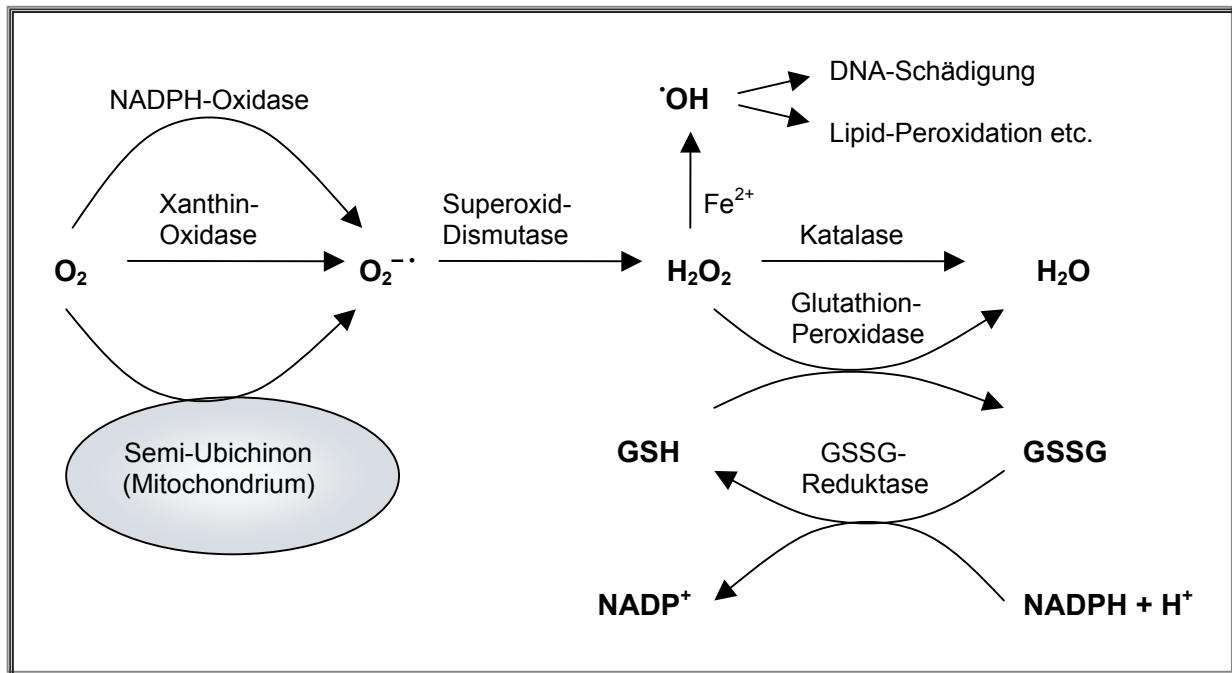 NADPH-Oxidase
Xanthin-
Oxidase
O₂
O₂⁻˙
Semi-Ubichinon
(Mitochondrium)
Superoxid-
Dismutase
˙OH
DNA-Schädigung
Lipid-Peroxidation etc.
Fe²⁺
H₂O₂
Katalase
H₂O
Glutathion-
Peroxidase
GSH
GSSG-
Reduktase
GSSG
NADP⁺
NADPH + H⁺